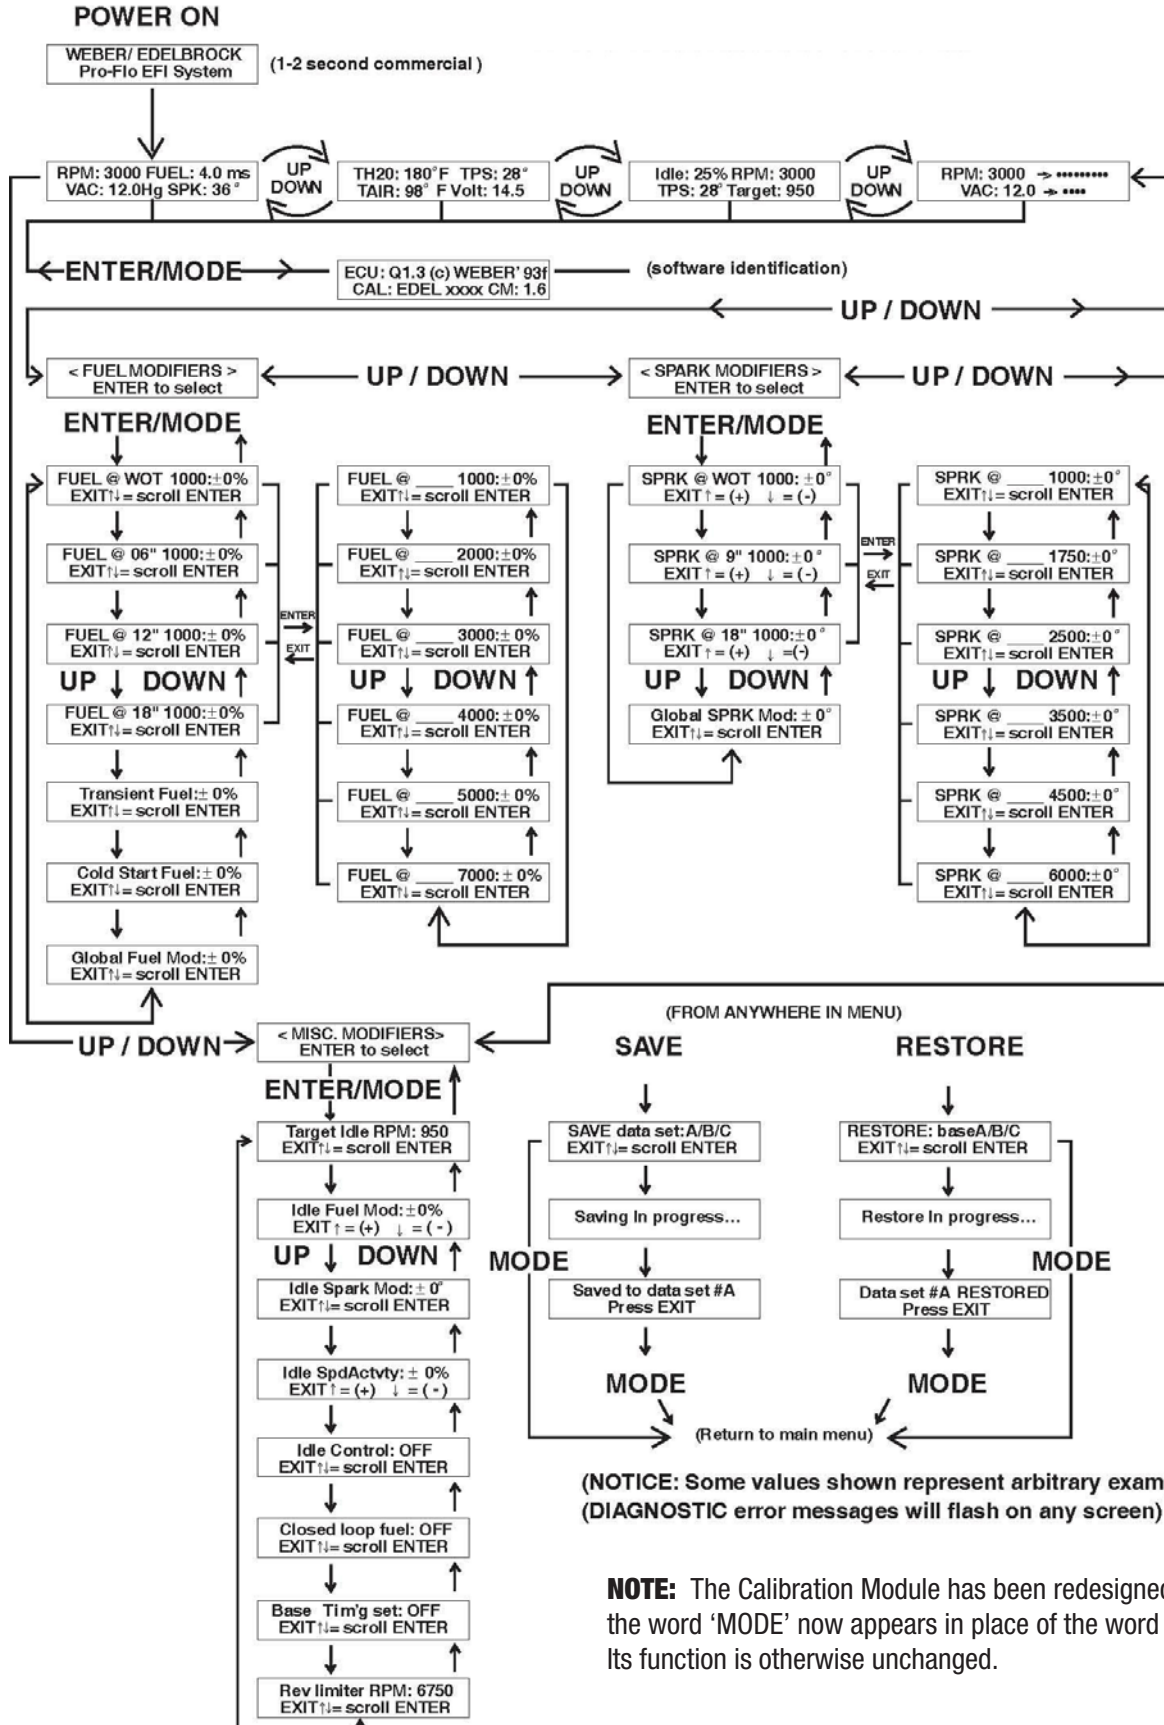 POWER ON
WEBER/ EDELBROCK
Pro-Flo EFI System
(1-2 second commercial )
RPM: 3000 FUEL: 4.0 ms
VAC: 12.0Hg SPK: 36°
UP
DOWN
TH20: 180°F TPS: 28°
TAIR: 98° F Volt: 14.5
UP
DOWN
Idle: 25% RPM: 3000
TPS: 28° Target: 950
UP
DOWN
RPM: 3000 → •••••••••
VAC: 12.0 → ••••
ENTER/MODE
ECU: Q1.3 (c) WEBER' 93f
CAL: EDEL xxxx CM: 1.6
(software identification)
UP / DOWN
< FUEL MODIFIERS >
ENTER to select
UP / DOWN
< SPARK MODIFIERS >
ENTER to select
UP / DOWN
ENTER/MODE
FUEL @ WOT 1000:±0%
EXIT↑↓= scroll ENTER
FUEL @ 06" 1000:±0%
EXIT↑↓= scroll ENTER
FUEL @ 12" 1000:±0%
EXIT↑↓= scroll ENTER
UP DOWN
FUEL @ 18" 1000:±0%
EXIT↑↓= scroll ENTER
Transient Fuel:± 0%
EXIT↑↓= scroll ENTER
Cold Start Fuel:± 0%
EXIT↑↓= scroll ENTER
Global Fuel Mod:± 0%
EXIT↑↓= scroll ENTER
ENTER
EXIT
FUEL @ ____ 1000:±0%
EXIT↑↓= scroll ENTER
FUEL @ ____ 2000:±0%
EXIT↑↓= scroll ENTER
FUEL @ ____ 3000:± 0%
EXIT↑↓= scroll ENTER
UP DOWN
FUEL @ ____ 4000:±0%
EXIT↑↓= scroll ENTER
FUEL @ ____ 5000:± 0%
EXIT↑↓= scroll ENTER
FUEL @ ____ 7000:± 0%
EXIT↑↓= scroll ENTER
ENTER/MODE
SPRK @ WOT 1000: ±0°
EXIT ↑ = (+) ↓ = (-)
SPRK @ 9" 1000:±0 °
EXIT ↑ = (+) ↓ = (-)
SPRK @ 18" 1000:±0°
EXIT ↑ = (+) ↓ =(-)
UP DOWN
Global SPRK Mod: ± 0°
EXIT↑↓= scroll ENTER
ENTER
EXIT
SPRK @ ____ 1000:±0°
EXIT↑↓= scroll ENTER
SPRK @ ____ 1750:±0°
EXIT↑↓= scroll ENTER
SPRK @ ____ 2500:±0°
EXIT↑↓= scroll ENTER
UP DOWN
SPRK @ ____ 3500:±0°
EXIT↑↓= scroll ENTER
SPRK @ ____ 4500:±0°
EXIT↑↓= scroll ENTER
SPRK @ ____ 6000:±0°
EXIT↑↓= scroll ENTER
UP / DOWN
< MISC. MODIFIERS>
ENTER to select
ENTER/MODE
Target Idle RPM: 950
EXIT↑↓= scroll ENTER
Idle Fuel Mod:±0%
EXIT ↑ = (+) ↓ = ( - )
UP DOWN
Idle Spark Mod:± 0°
EXIT↑↓= scroll ENTER
Idle SpdActvty: ± 0%
EXIT ↑ = (+) ↓ = ( - )
Idle Control: OFF
EXIT↑↓= scroll ENTER
Closed loop fuel: OFF
EXIT↑↓= scroll ENTER
Base Tim'g set: OFF
EXIT↑↓= scroll ENTER
Rev limiter RPM: 6750
EXIT↑↓= scroll ENTER
(FROM ANYWHERE IN MENU)
SAVE
SAVE data set:A/B/C
EXIT↑↓= scroll ENTER
Saving In progress...
MODE
Saved to data set #A
Press EXIT
MODE
RESTORE
RESTORE: baseA/B/C
EXIT↑↓= scroll ENTER
Restore In progress...
MODE
Data set #A RESTORED
Press EXIT
MODE
(Return to main menu)
(NOTICE: Some values shown represent arbitrary exam
(DIAGNOSTIC error messages will flash on any screen)
NOTE: The Calibration Module has been redesigned
the word 'MODE' now appears in place of the word
Its function is otherwise unchanged.